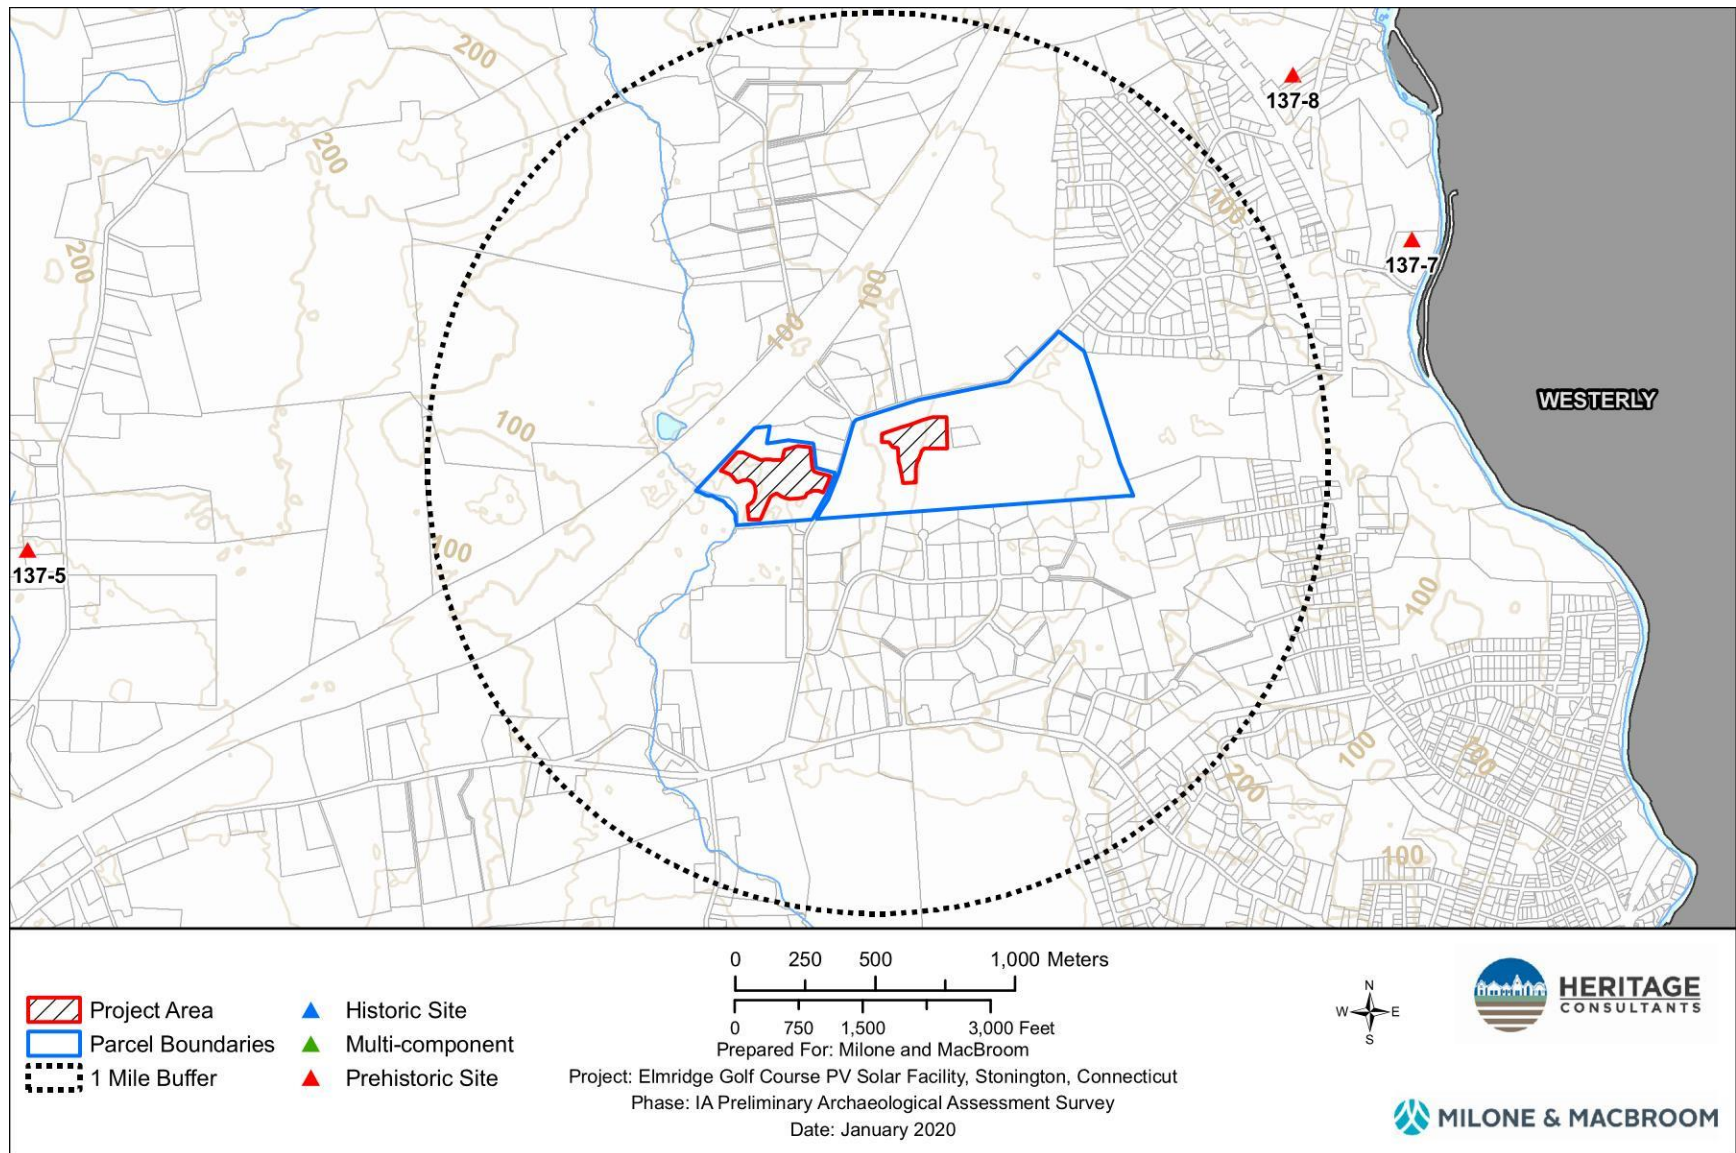 200
200
200
100
100
100
100
100
100
100
100
200
100
137-8
137-7
137-5
WESTERLY
Project Area
Parcel Boundaries
1 Mile Buffer
Historic Site
Multi-component
Prehistoric Site
0 250 500 1,000 Meters
0 750 1,500 3,000 Feet
Prepared For: Milone and MacBroom
Project: Elmridge Golf Course PV Solar Facility, Stonington, Connecticut
Phase: IA Preliminary Archaeological Assessment Survey
Date: January 2020
N
W E
S
HERITAGE
CONSULTANTS
MILONE & MACBROOM